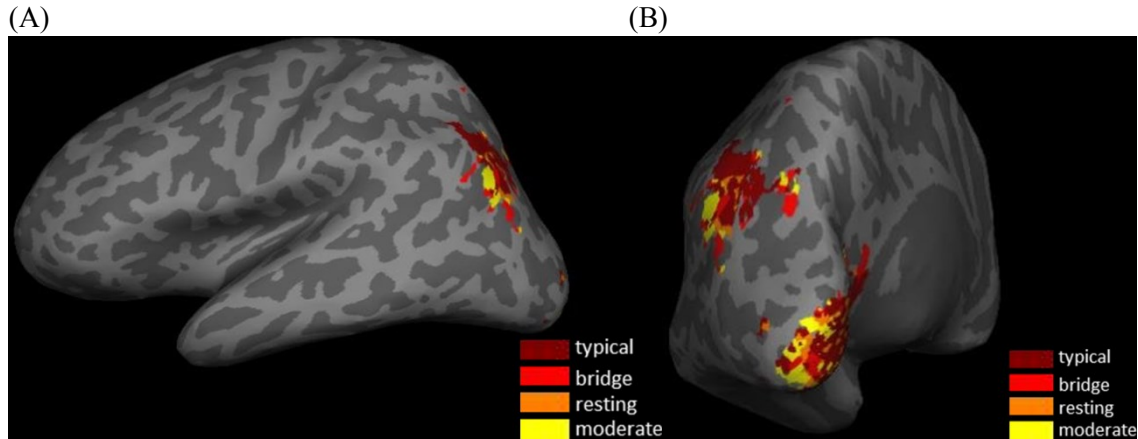 (A) (B)
typical
bridge
resting
moderate
typical
bridge
resting
moderate